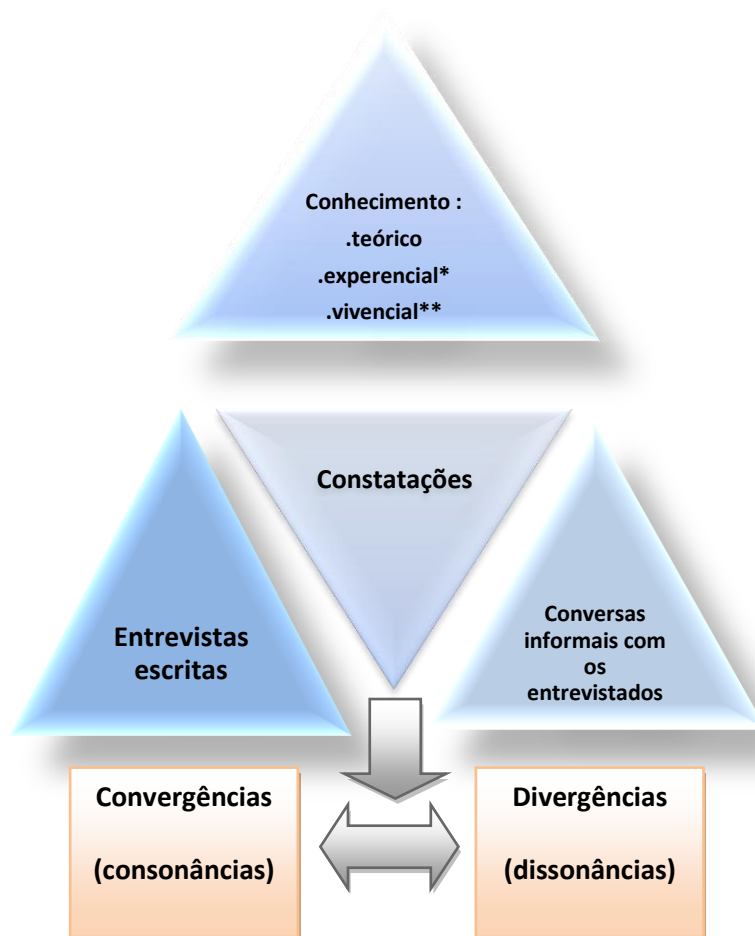 Conhecimento :
.teórico
.experencial*
.vivencial**
Constatações
Entrevistas
escritas
Conversas
informais com
os
entrevistados
Convergências
(consonâncias)
Divergências
(dissonâncias)